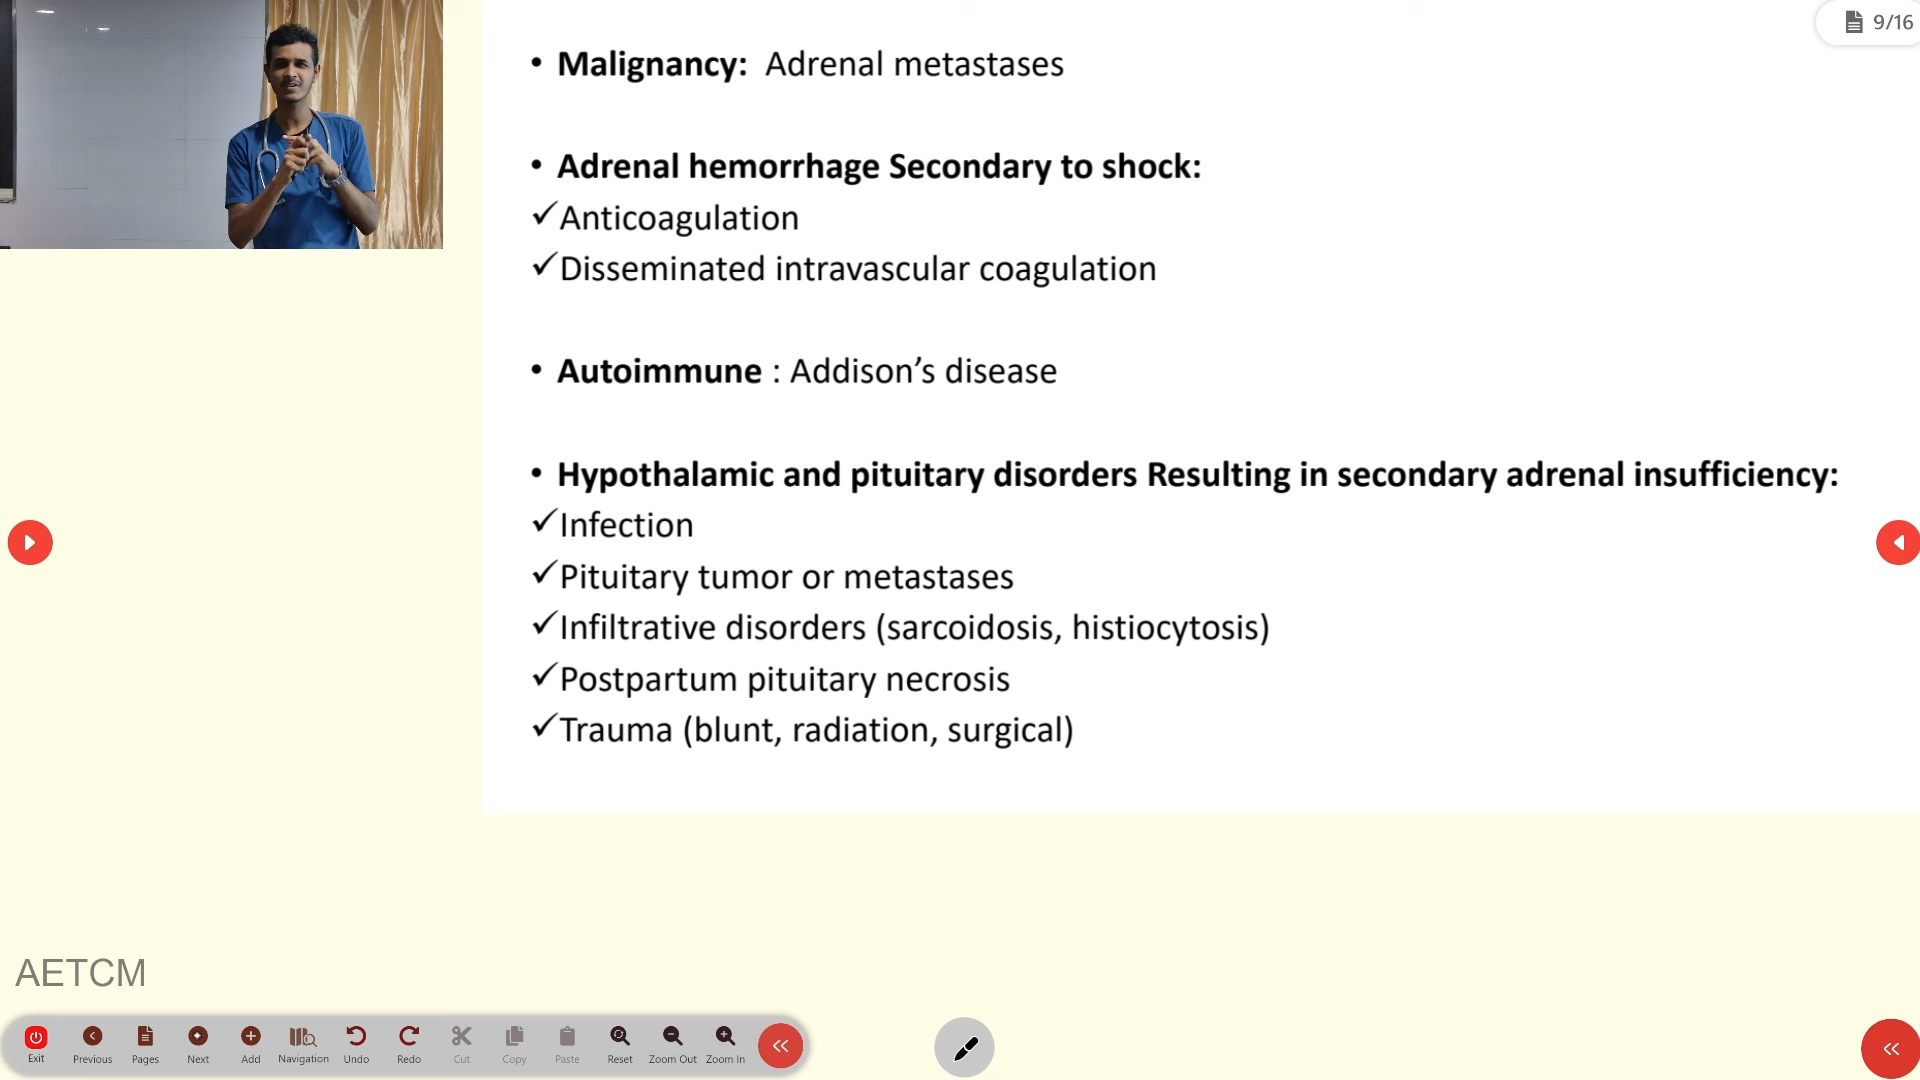 9/16
• Malignancy: Adrenal metastases
• Adrenal hemorrhage Secondary to shock:
✓Anticoagulation
✓Disseminated intravascular coagulation
• Autoimmune : Addison’s disease
• Hypothalamic and pituitary disorders Resulting in secondary adrenal insufficiency:
✓Infection
✓Pituitary tumor or metastases
✓Infiltrative disorders (sarcoidosis, histiocytosis)
✓Postpartum pituitary necrosis
✓Trauma (blunt, radiation, surgical)
AETCM
Exit Previous Pages Next Add Navigation Undo Redo Cut Copy Paste Reset Zoom Out Zoom In